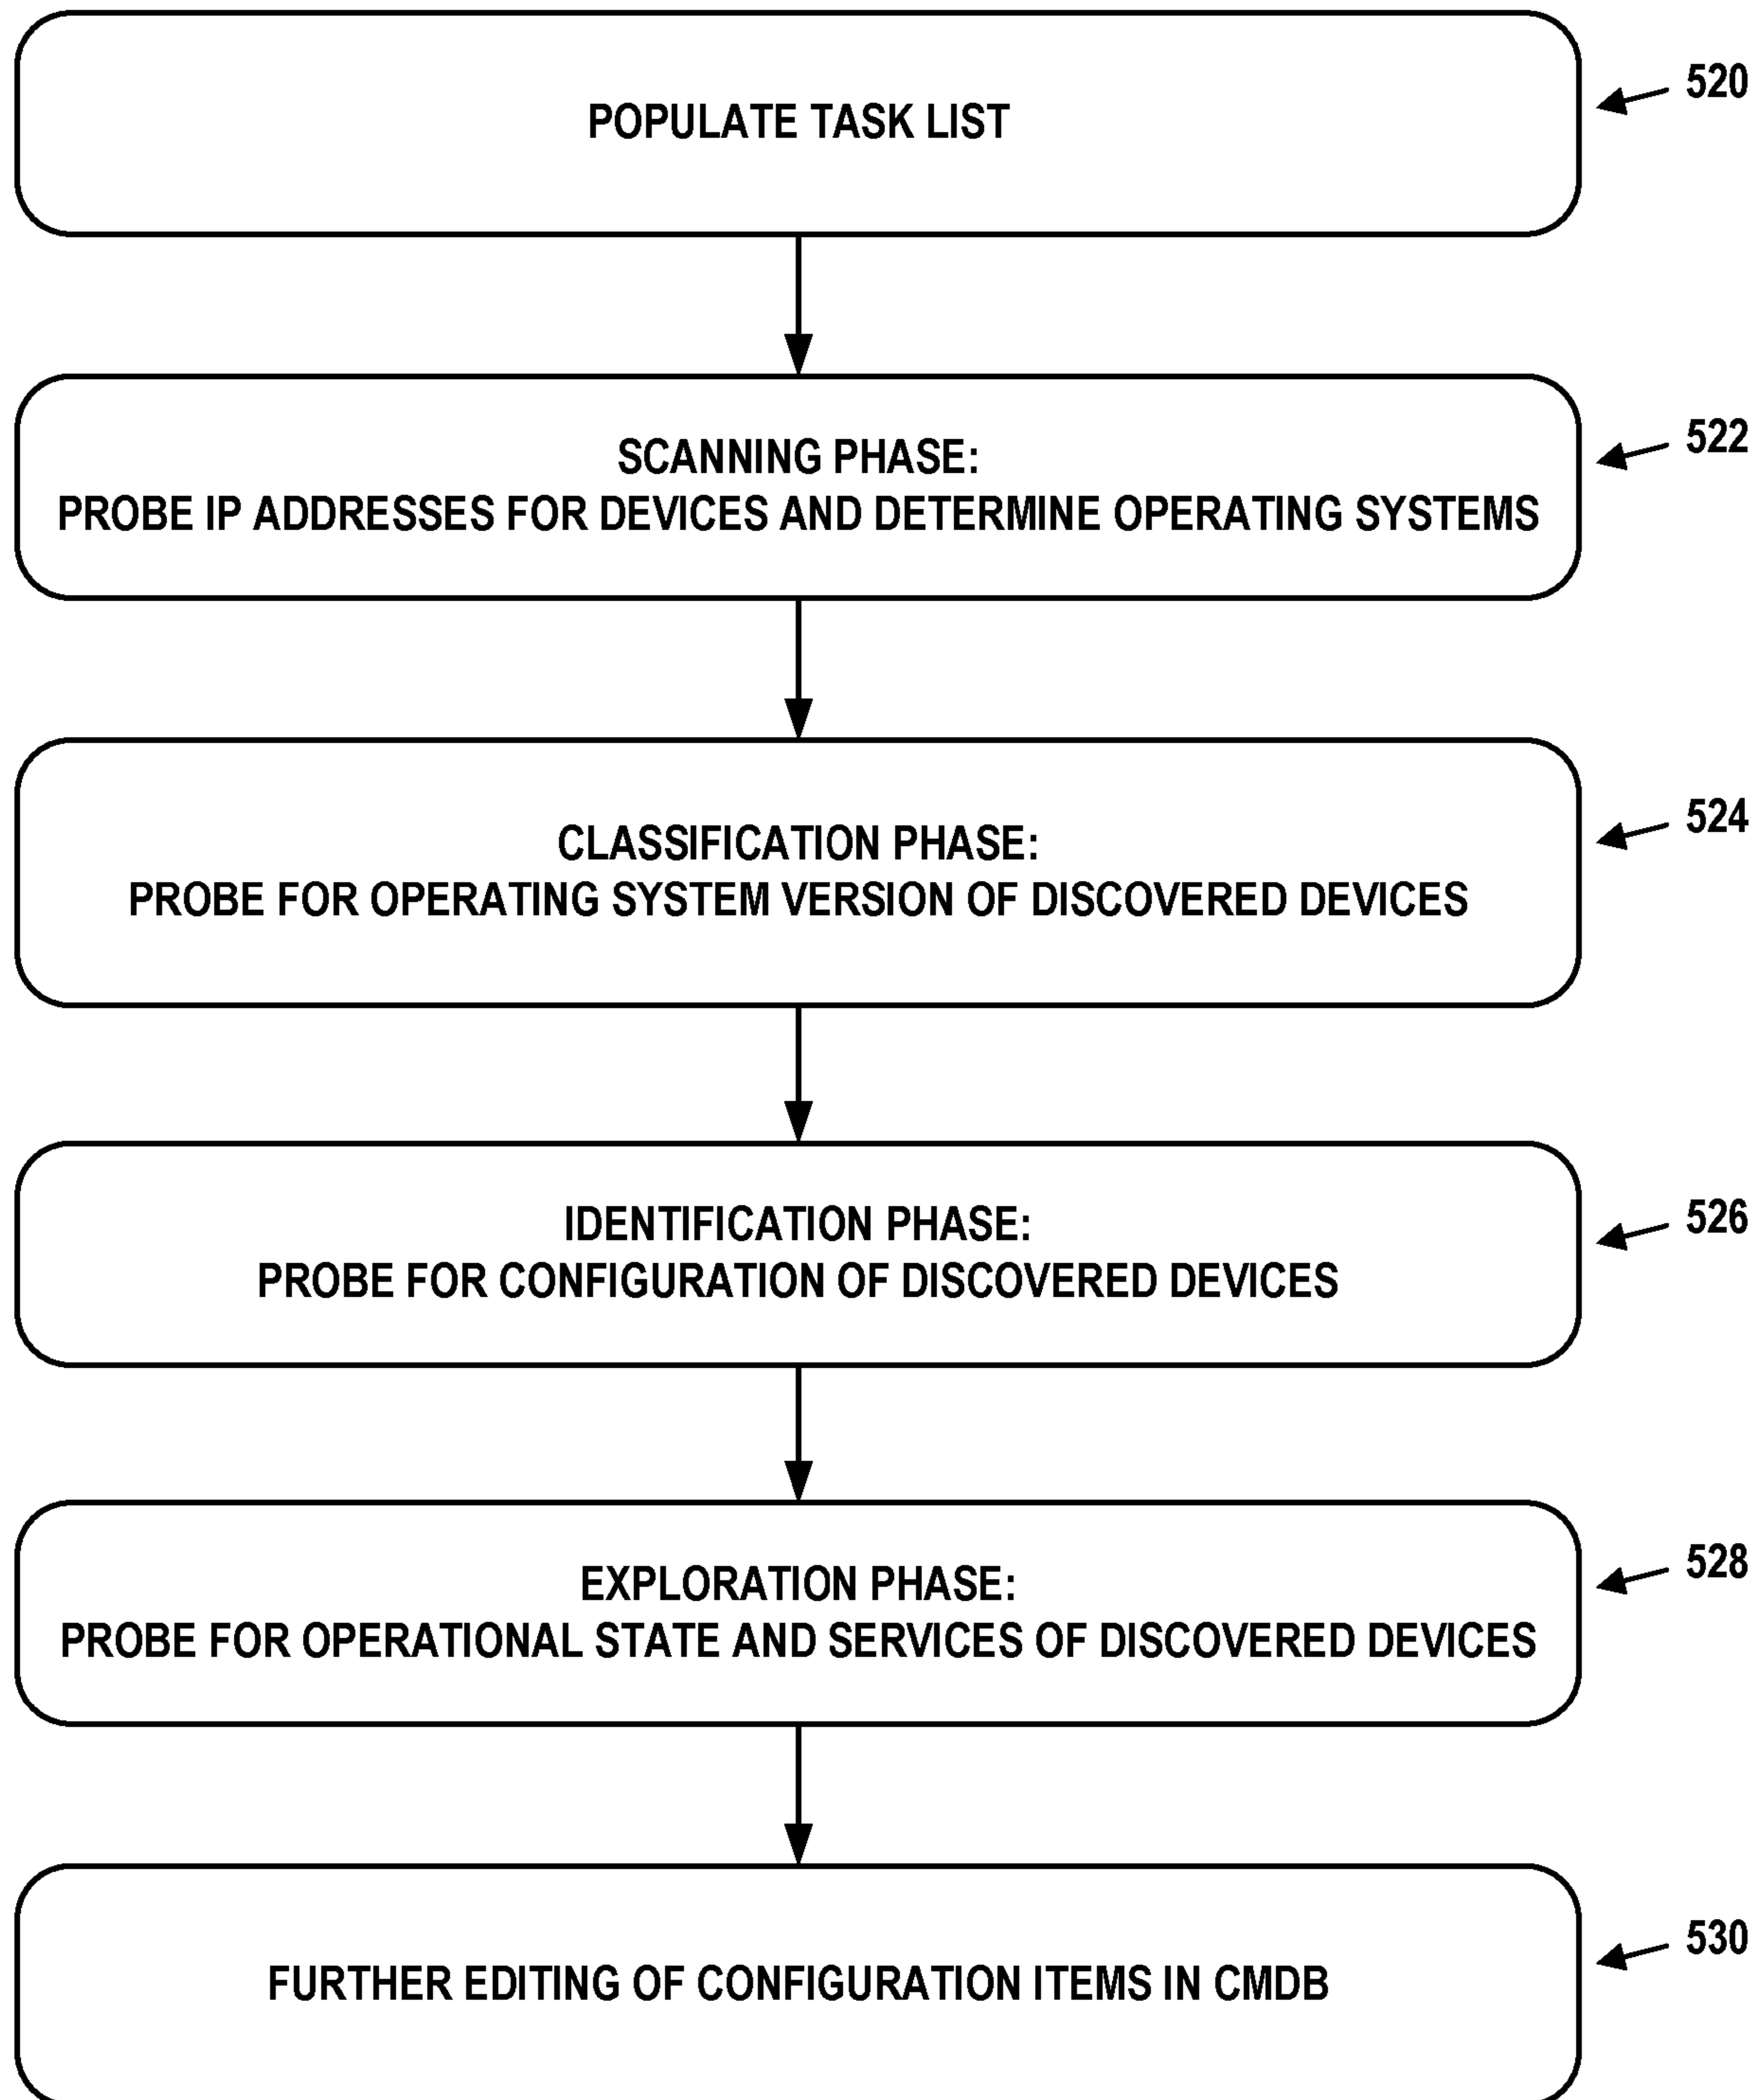 POPULATE TASK LIST
520
SCANNING PHASE:
PROBE IP ADDRESSES FOR DEVICES AND DETERMINE OPERATING SYSTEMS
522
CLASSIFICATION PHASE:
PROBE FOR OPERATING SYSTEM VERSION OF DISCOVERED DEVICES
524
IDENTIFICATION PHASE:
PROBE FOR CONFIGURATION OF DISCOVERED DEVICES
526
EXPLORATION PHASE:
PROBE FOR OPERATIONAL STATE AND SERVICES OF DISCOVERED DEVICES
528
FURTHER EDITING OF CONFIGURATION ITEMS IN CMDB
530